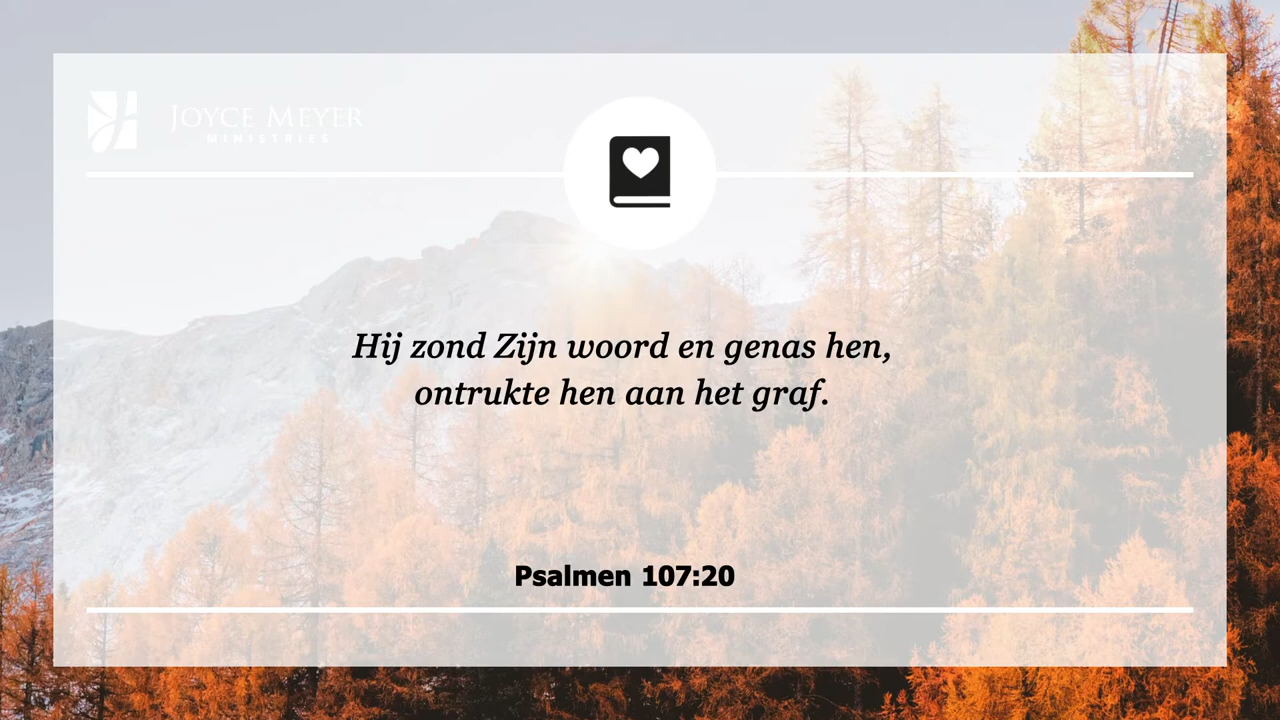 JOYCE MEYER
MINISTRIES
Hij zond Zijn woord en genas hen,
ontrukte hen aan het graf.
Psalmen 107:20